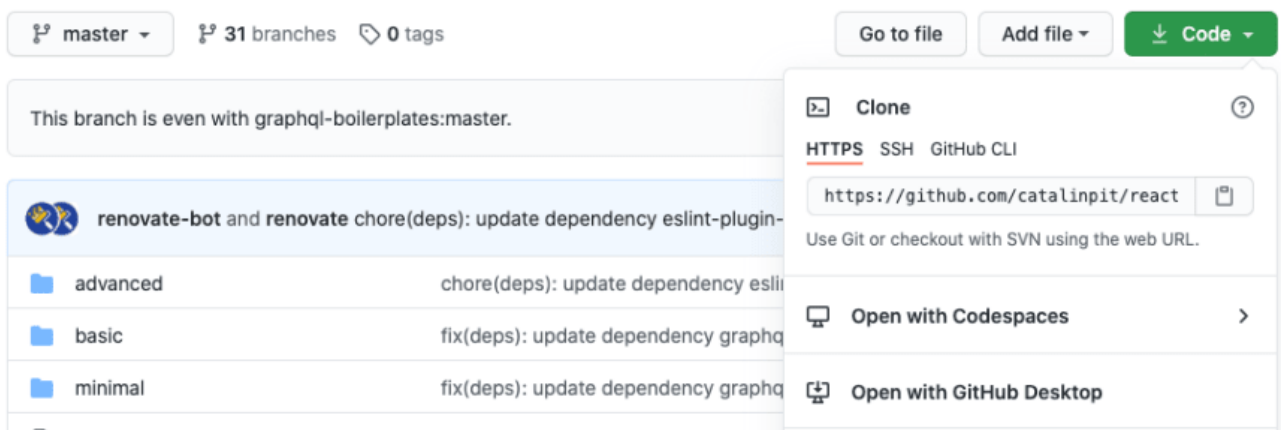 master 31 branches 0 tags Go to file Add file Code
This branch is even with graphql-boilerplates:master.
Clone
HTTPS SSH GitHub CLI
https://github.com/catalinpit/react
Use Git or checkout with SVN using the web URL.
renovate-bot and renovate chore(deps): update dependency eslint-plugin-
advanced chore(deps): update dependency
basic fix(deps): update dependency
minimal fix(deps): update dependency
Open with Codespaces
Open with GitHub Desktop